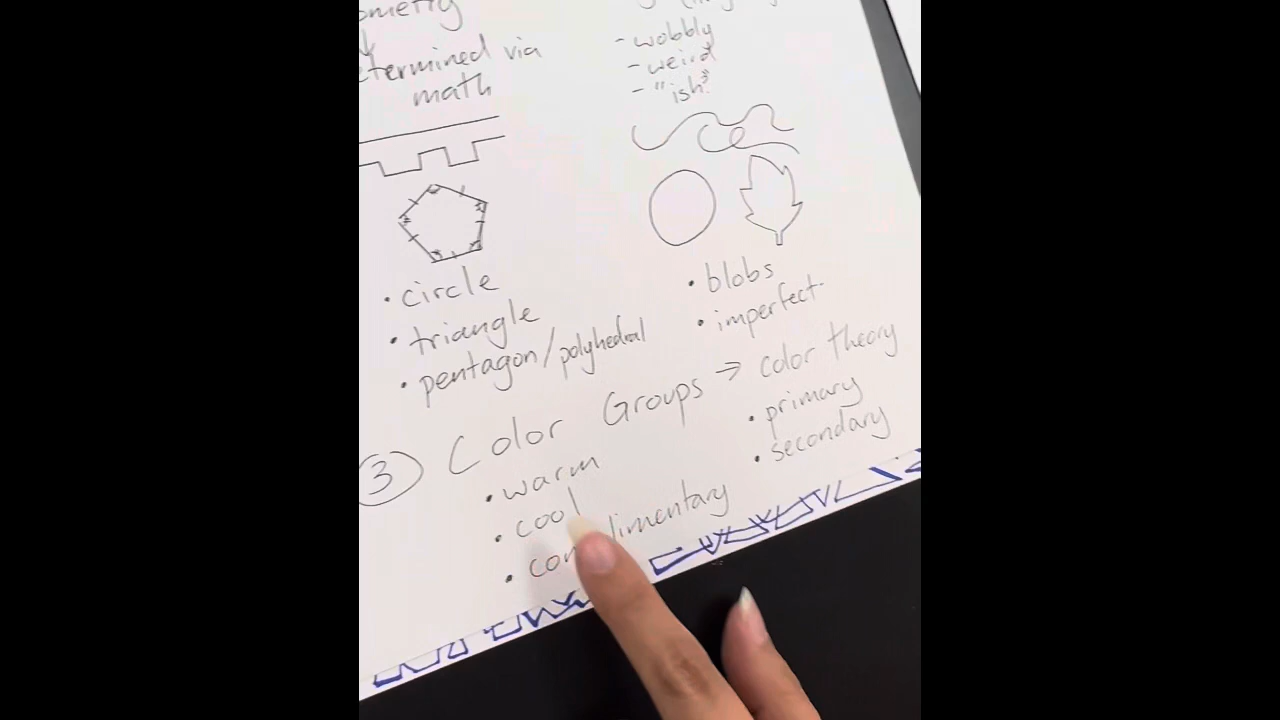 determined via
math
- wobbly
- weird
- "ish"
• circle
• triangle
• pentagon/polyhedral
• blobs
• imperfect
③ Color Groups → color theory
• warm
• cool
• primary
• secondary